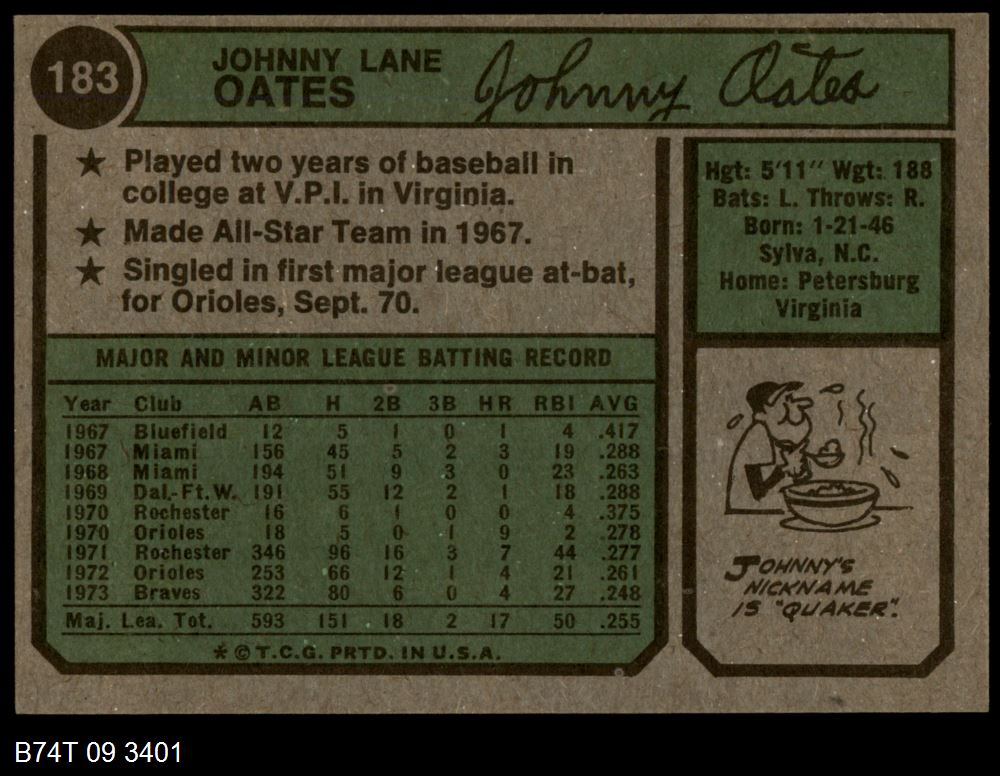 183
JOHNNY LANE
OATES
Johnny Oates
★ Played two years of baseball in
college at V.P.I. in Virginia.
★ Made All-Star Team in 1967.
★ Singled in first major league at-bat,
for Orioles, Sept. 70.
Hgt: 5'11" Wgt: 188
Bats: L. Throws: R.
Born: 1-21-46
Sylva, N.C.
Home: Petersburg
Virginia
MAJOR AND MINOR LEAGUE BATTING RECORD
Year Club AB H 2B 3B HR RBI AVG
1967 Bluefield 12 5 1 0 1 4 .417
1967 Miami 156 45 5 2 3 19 .288
1968 Miami 194 51 9 3 0 23 .263
1969 Dal.-Ft.W. 191 55 12 2 1 18 .288
1970 Rochester 16 6 1 0 0 4 .375
1970 Orioles 18 5 0 1 9 2 .278
1971 Rochester 346 96 16 3 7 44 .277
1972 Orioles 253 66 12 1 4 21 .261
1973 Braves 322 80 6 0 4 27 .248
Maj. Lea. Tot. 593 151 18 2 17 50 .255
* © T.C.G. PRTD. IN U.S.A.
JOHNNY'S
NICKNAME
IS "QUAKER".
B74T 09 3401